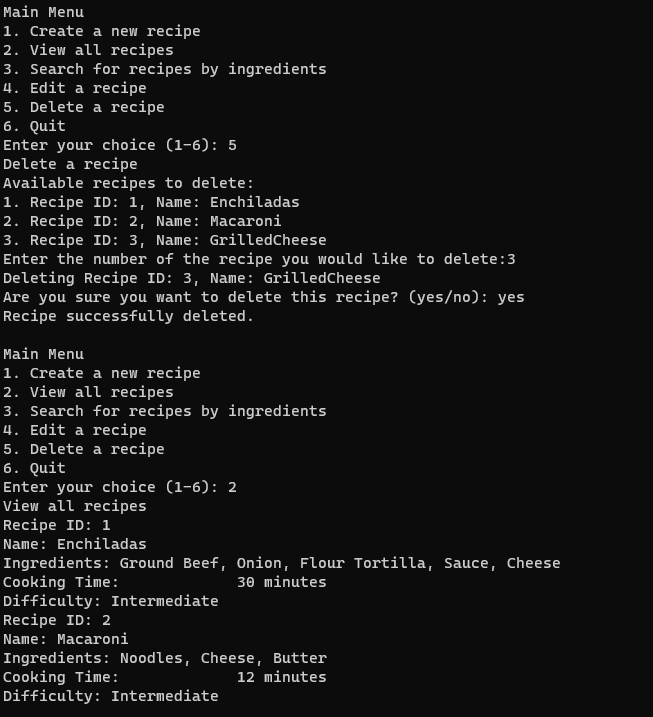 Main Menu
1. Create a new recipe
2. View all recipes
3. Search for recipes by ingredients
4. Edit a recipe
5. Delete a recipe
6. Quit
Enter your choice (1-6): 5
Delete a recipe
Available recipes to delete:
1. Recipe ID: 1, Name: Enchiladas
2. Recipe ID: 2, Name: Macaroni
3. Recipe ID: 3, Name: GrilledCheese
Enter the number of the recipe you would like to delete:3
Deleting Recipe ID: 3, Name: GrilledCheese
Are you sure you want to delete this recipe? (yes/no): yes
Recipe successfully deleted.

Main Menu
1. Create a new recipe
2. View all recipes
3. Search for recipes by ingredients
4. Edit a recipe
5. Delete a recipe
6. Quit
Enter your choice (1-6): 2
View all recipes
Recipe ID: 1
Name: Enchiladas
Ingredients: Ground Beef, Onion, Flour Tortilla, Sauce, Cheese
Cooking Time:             30 minutes
Difficulty: Intermediate
Recipe ID: 2
Name: Macaroni
Ingredients: Noodles, Cheese, Butter
Cooking Time:             12 minutes
Difficulty: Intermediate